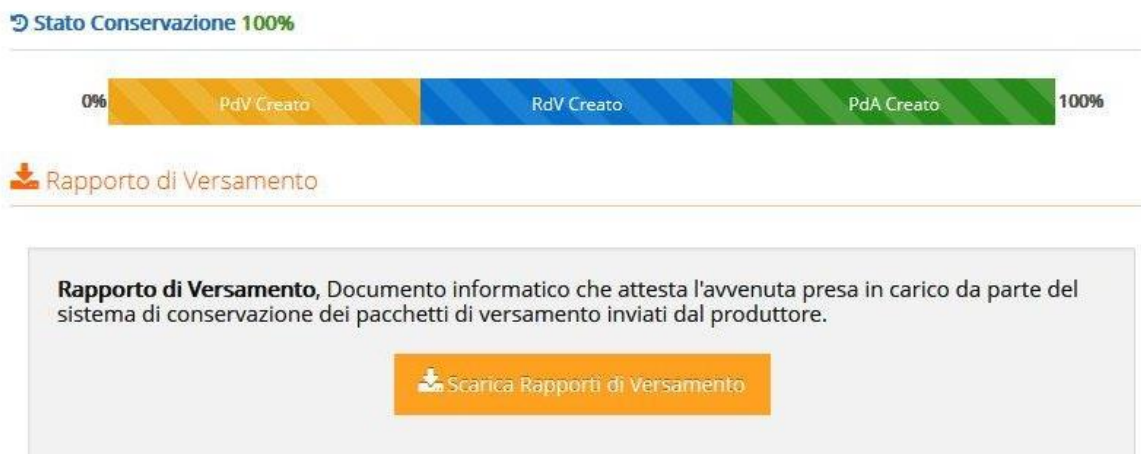 Stato Conservazione 100%
0% PdV Creato RdV Creato PdA Creato 100%
Rapporto di Versamento
Rapporto di Versamento, Documento informatico che attesta l'avvenuta presa in carico da parte del
sistema di conservazione dei pacchetti di versamento inviati dal produttore.
Scarica Rapporti di Versamento